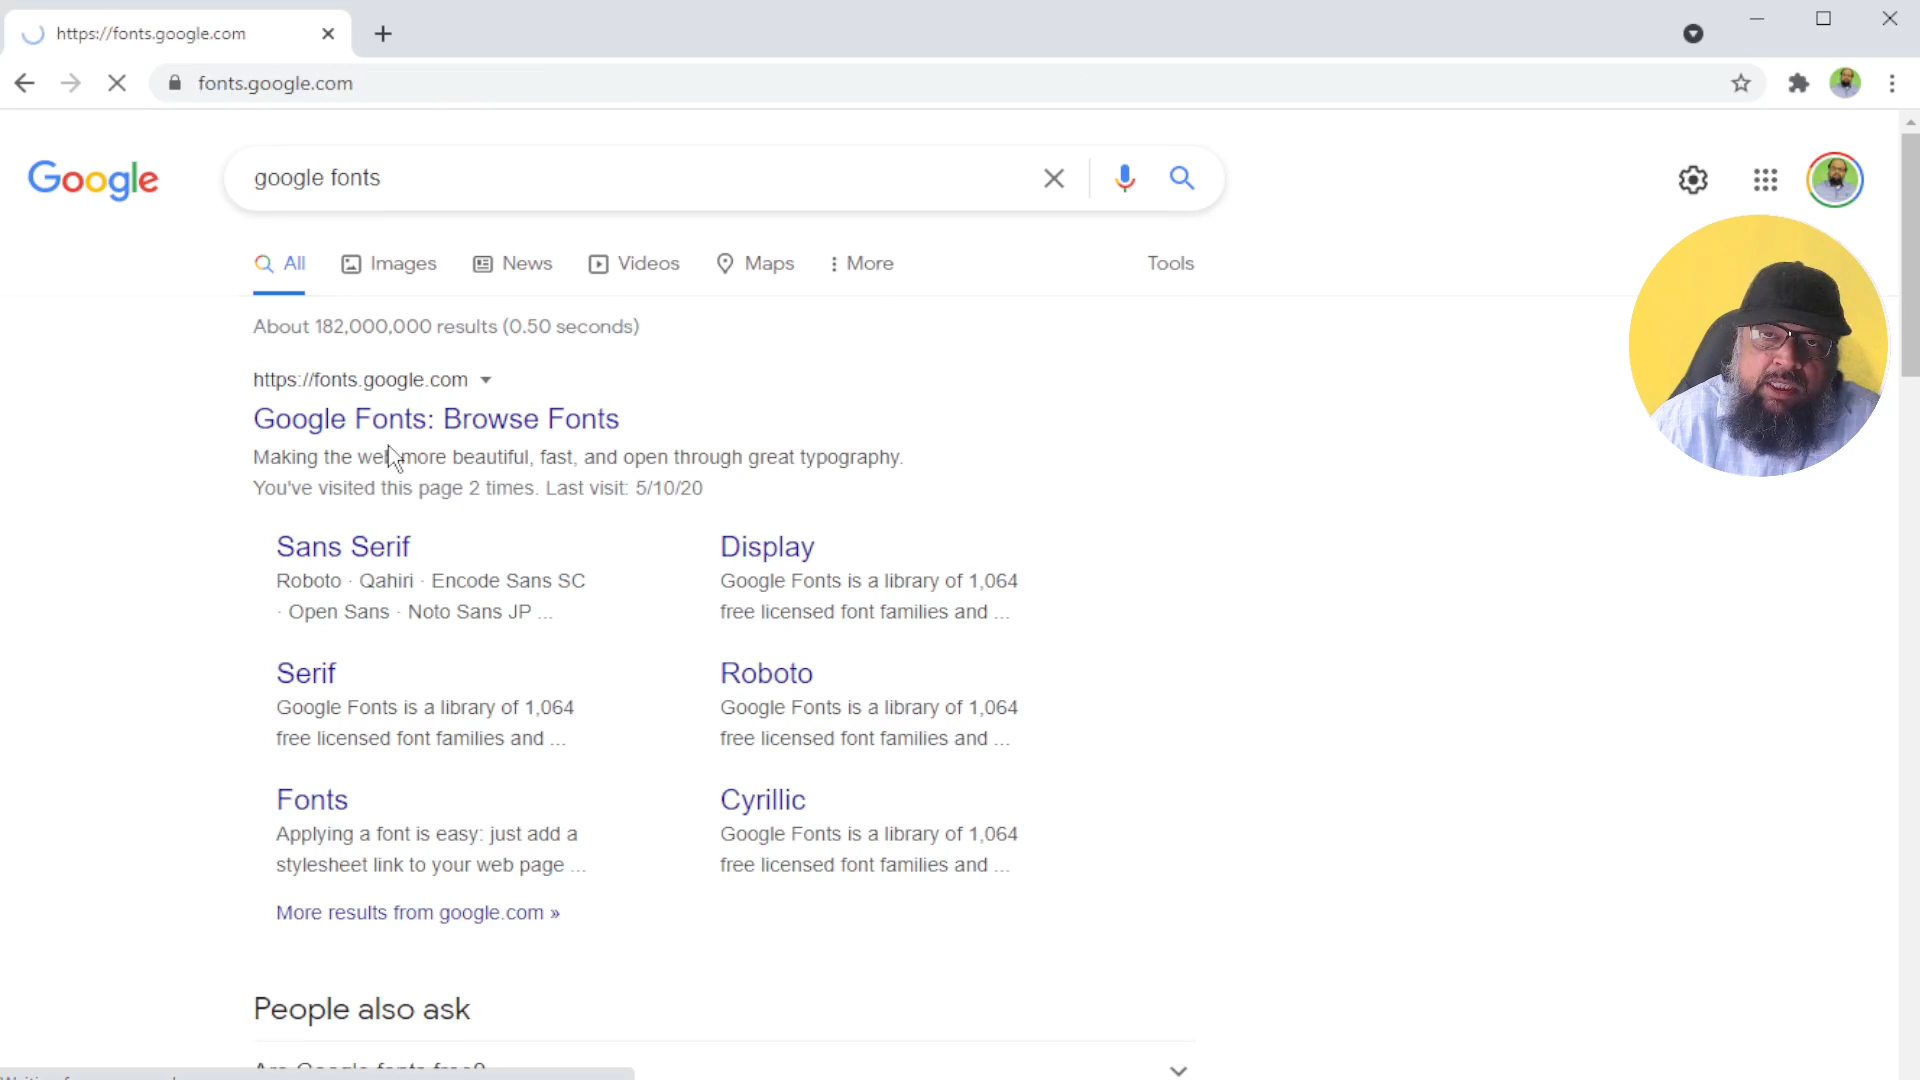 https://fonts.google.com
fonts.google.com
Google
google fonts
All
Images
News
Videos
Maps
More
Tools
About 182,000,000 results (0.50 seconds)
https://fonts.google.com
Google Fonts: Browse Fonts
Making the web more beautiful, fast, and open through great typography.
You've visited this page 2 times. Last visit: 5/10/20
Sans Serif
Roboto · Qahiri · Encode Sans SC
· Open Sans · Noto Sans JP ...
Display
Google Fonts is a library of 1,064
free licensed font families and ...
Serif
Google Fonts is a library of 1,064
free licensed font families and ...
Roboto
Google Fonts is a library of 1,064
free licensed font families and ...
Fonts
Applying a font is easy: just add a
stylesheet link to your web page ...
Cyrillic
Google Fonts is a library of 1,064
free licensed font families and ...
More results from google.com »
People also ask
Are Google fonts free?